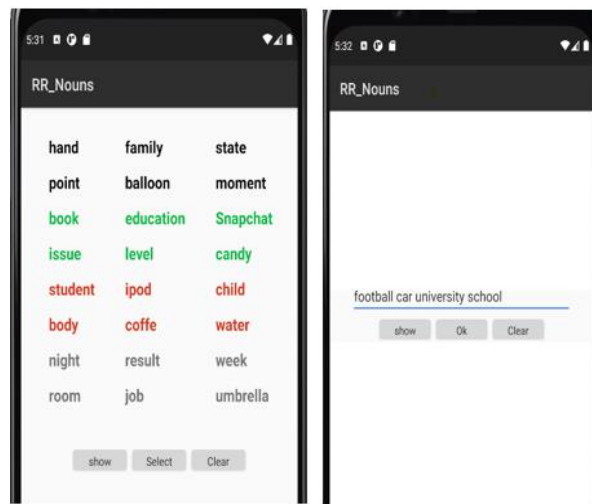 5:31
RR_Nouns
hand family state
point balloon moment
book education Snapchat
issue level candy
student ipod child
body coffe water
night result week
room job umbrella
show Select Clear
5:32
RR_Nouns
football car university school
show Ok Clear